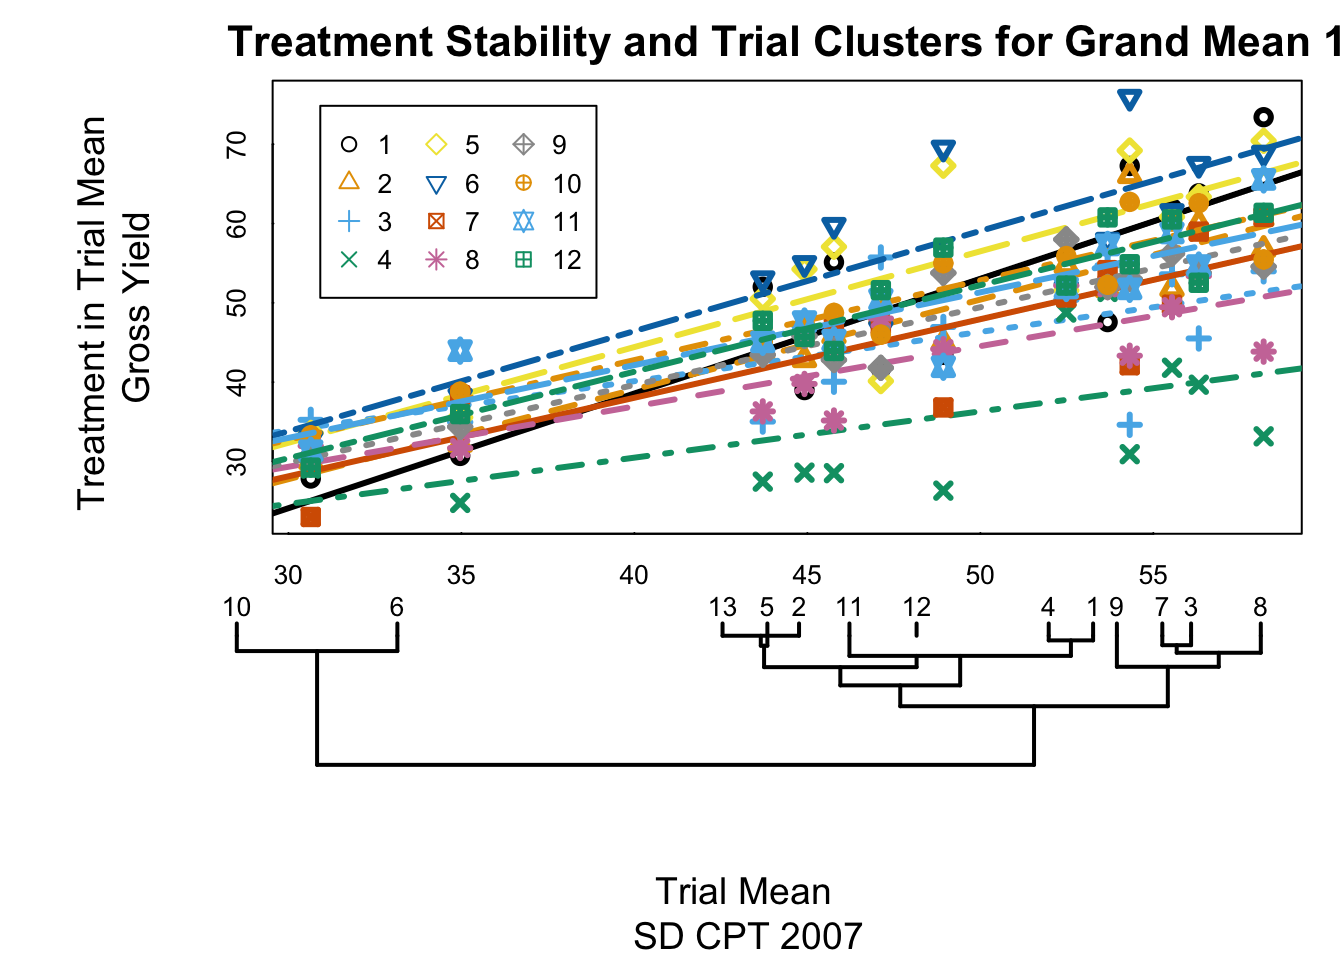 Treatment Stability and Trial Clusters for Grand Mean 1
Treatment in Trial Mean
Gross Yield
70
60
50
40
30
1 5 9
2 6 10
3 7 11
4 8 12
30 35 40 45 50 55
10 6 13 5 2 11 12 4 1 9 7 3 8
Trial Mean
SD CPT 2007